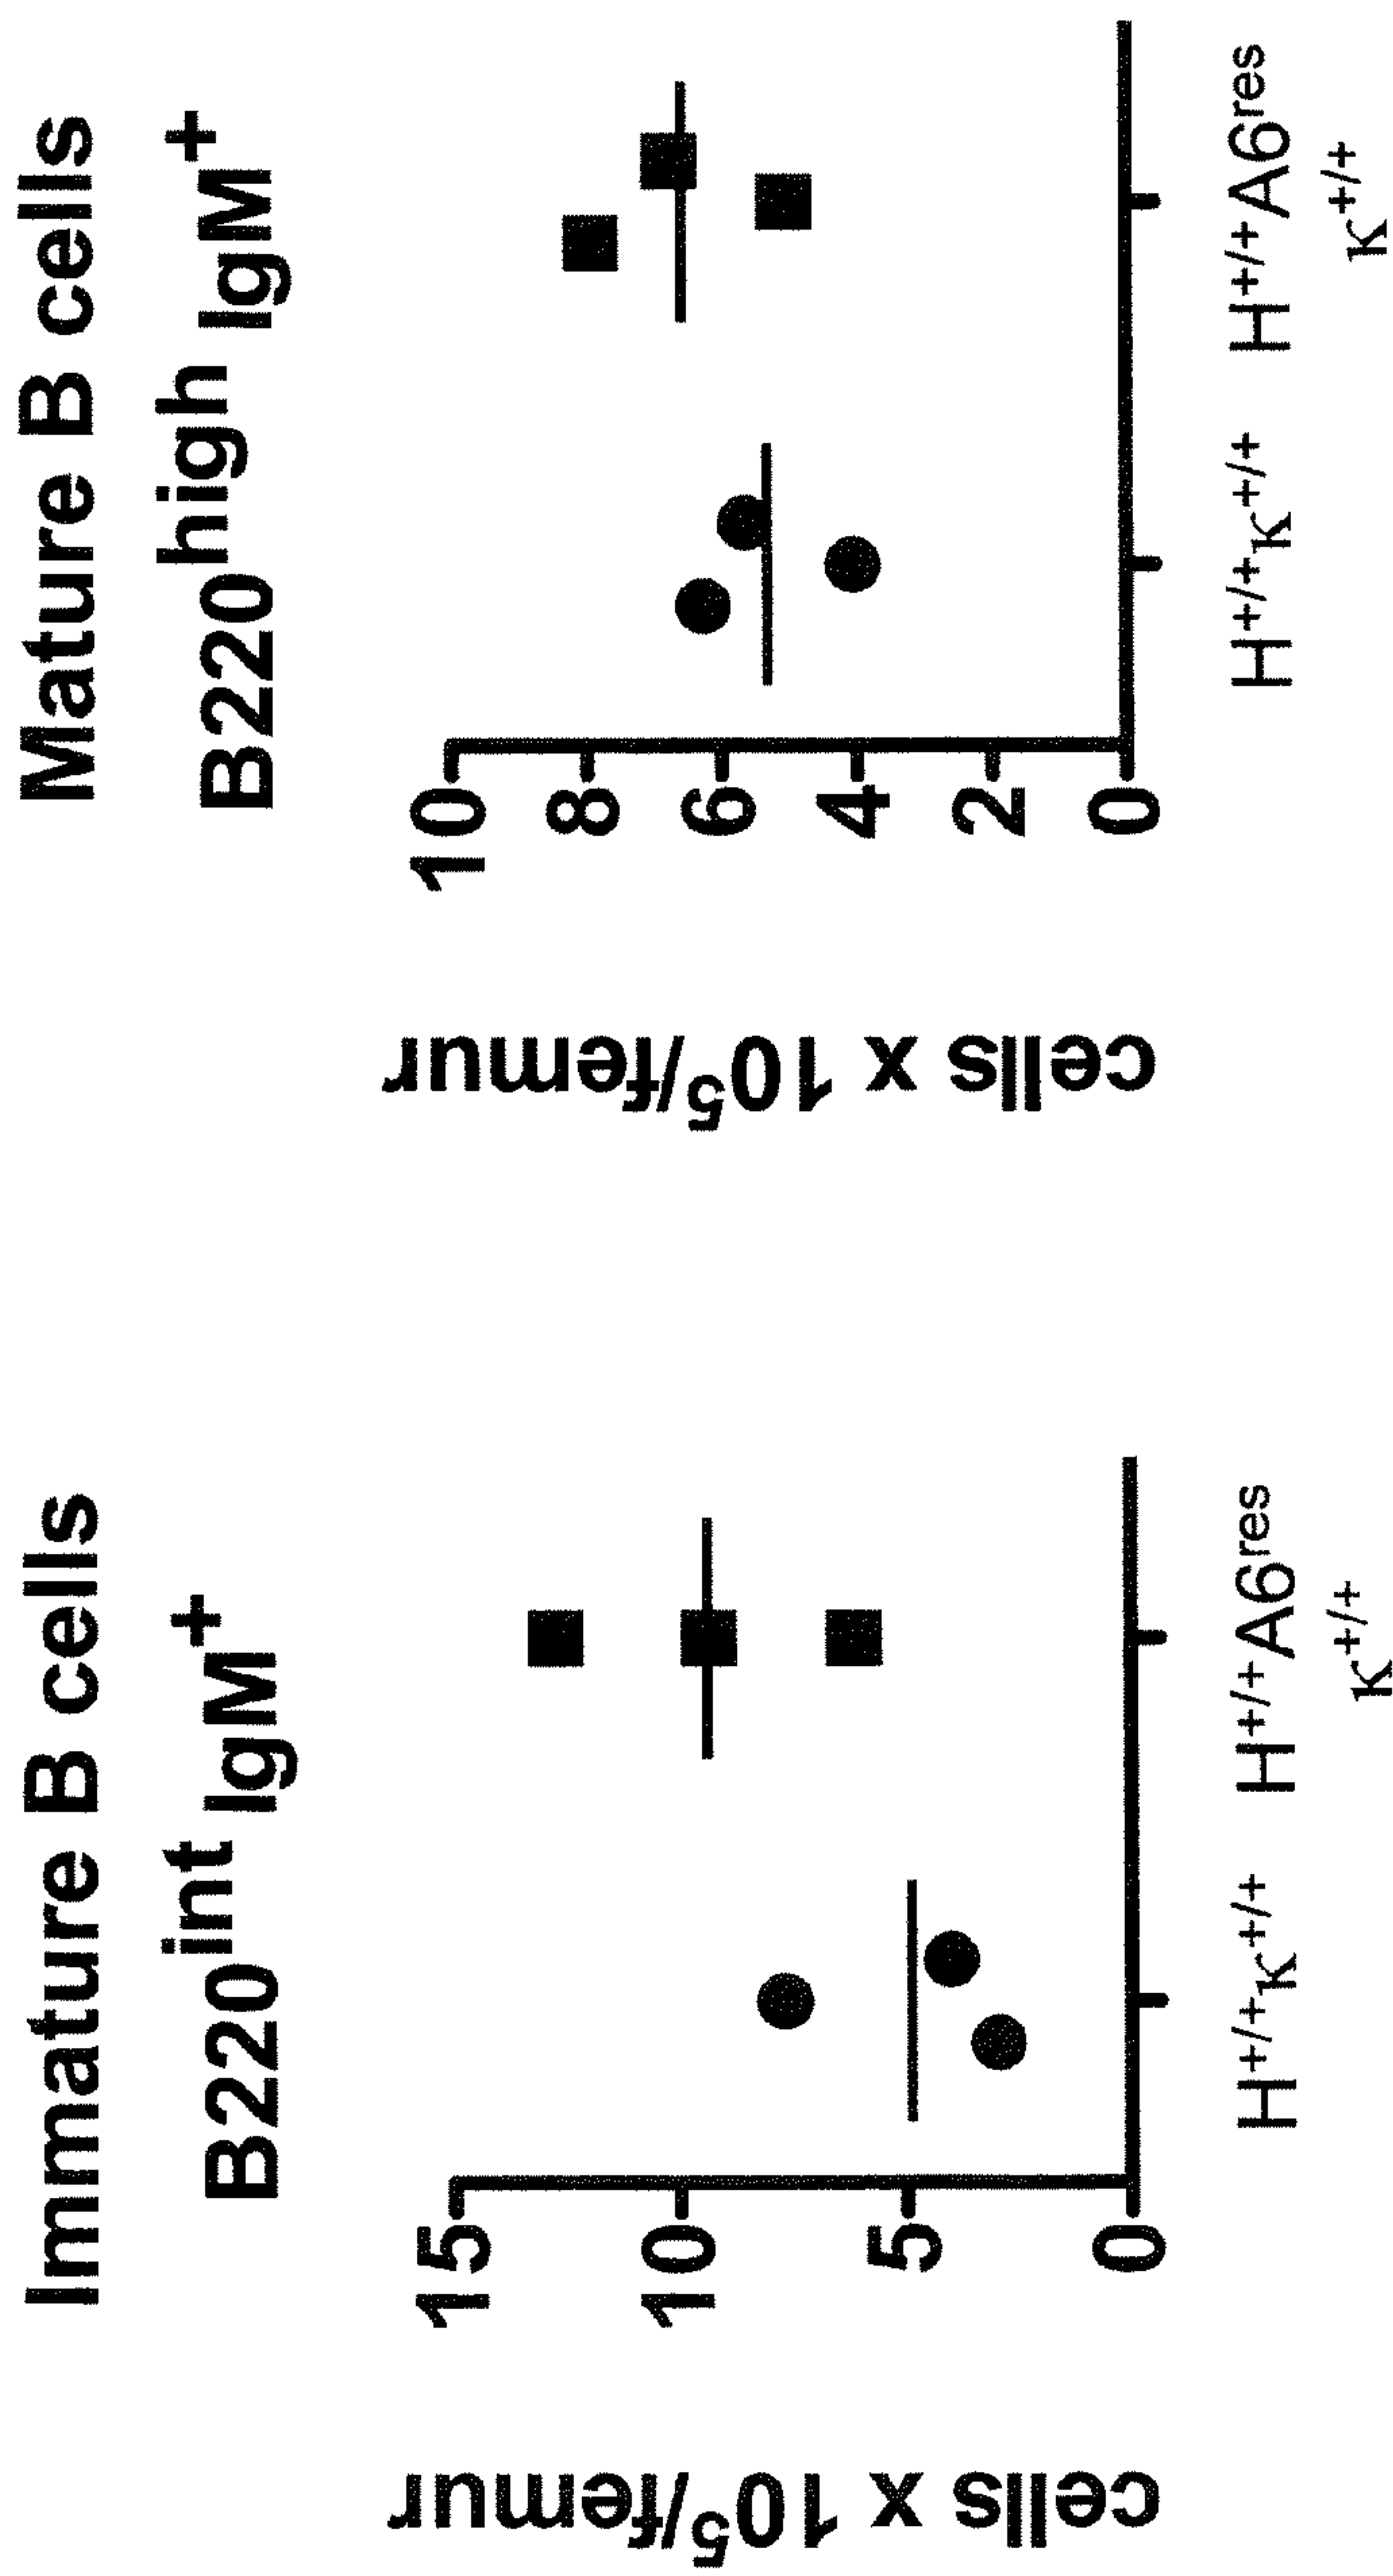 Immature B cells
B220ⁱⁿᵗ IgM⁺
cells x 10⁵/femur
15
10
5
0
H⁺/⁺κ⁺/⁺
H⁺/⁺A6ʳᵉˢ
κ⁺/⁺
Mature B cells
B220ʰⁱᵍʰ IgM⁺
cells x 10⁵/femur
10
8
6
4
2
0
H⁺/⁺κ⁺/⁺
H⁺/⁺A6ʳᵉˢ
κ⁺/⁺